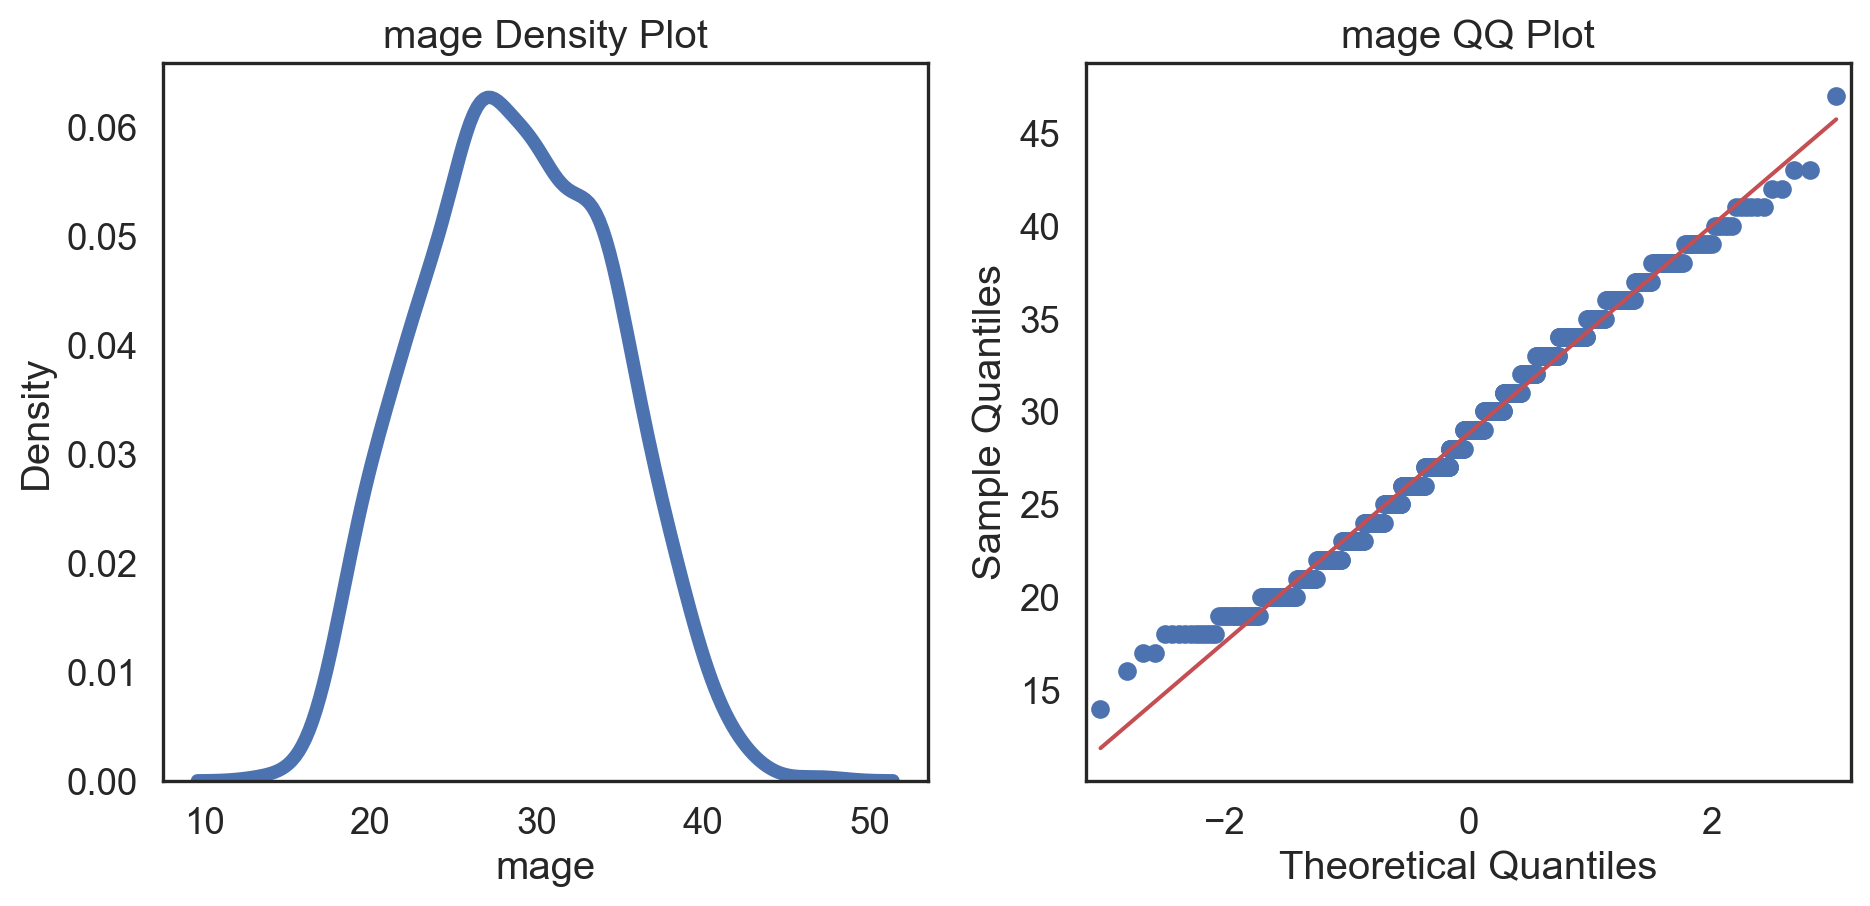 mage Density Plot
Density
0.06
0.05
0.04
0.03
0.02
0.01
0.00
10 20 30 40 50
mage
mage QQ Plot
Sample Quantiles
45
40
35
30
25
20
15
−2 0 2
Theoretical Quantiles